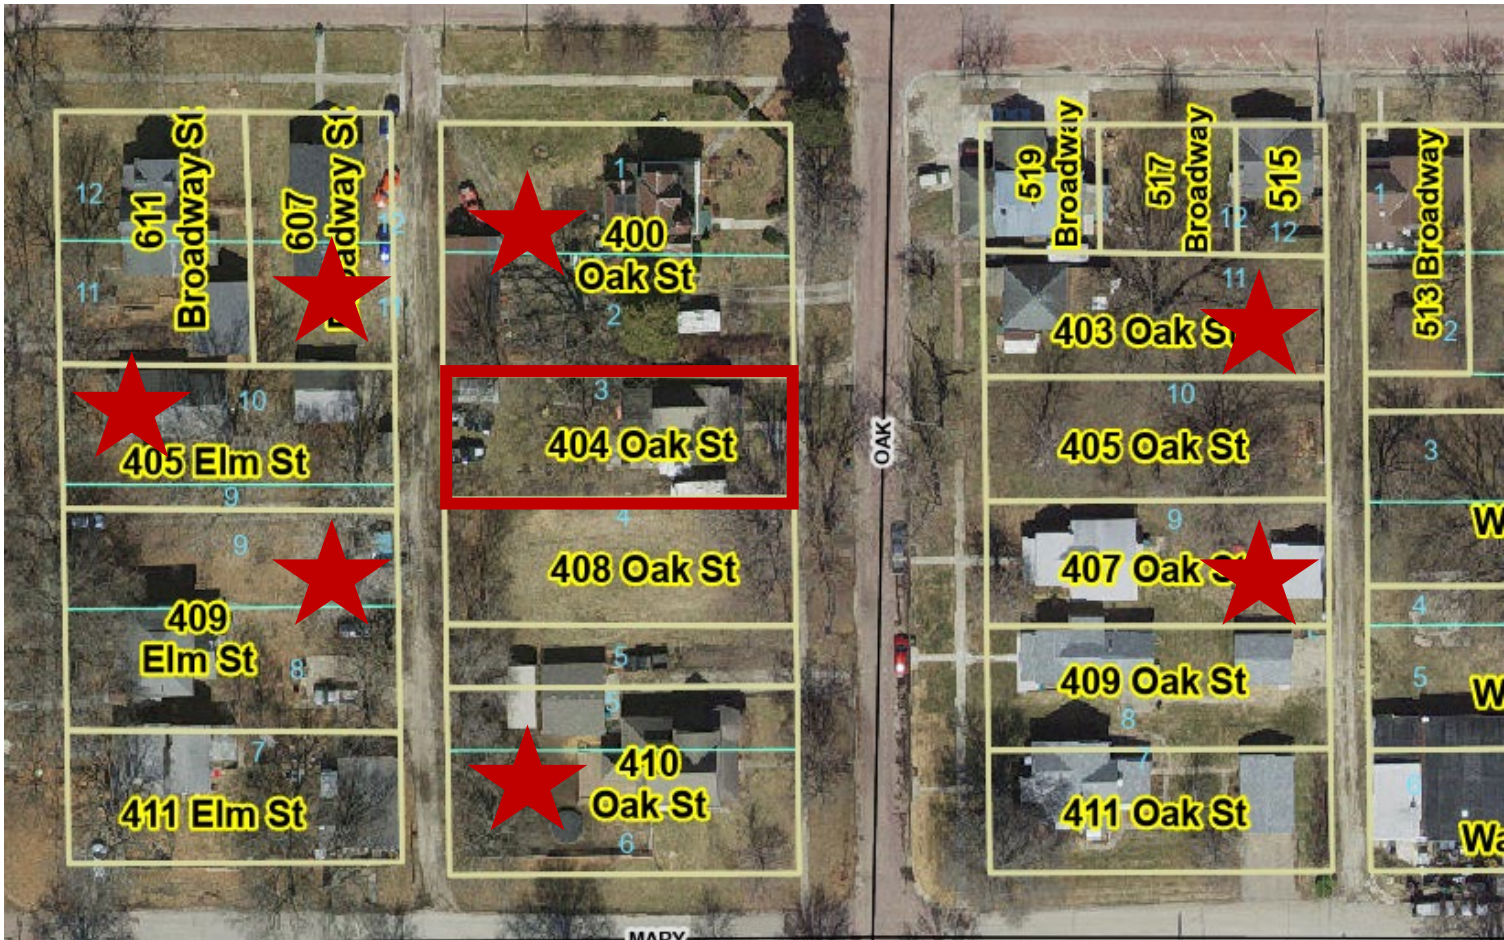 611
Broadway St
607
Broadway St
12
12
11
11
1
400
Oak St
2
519
Broadway
517
Broadway
515
12
12
1
513 Broadway
2
11
403 Oak St
10
405 Elm St
9
3
404 Oak St
OAK
10
405 Oak St
3
9
409
Elm St
8
4
408 Oak St
9
407 Oak St
W
4
5
5
409 Oak St
8
5
W
7
411 Elm St
410
Oak St
6
7
411 Oak St
6
Wa
MARY